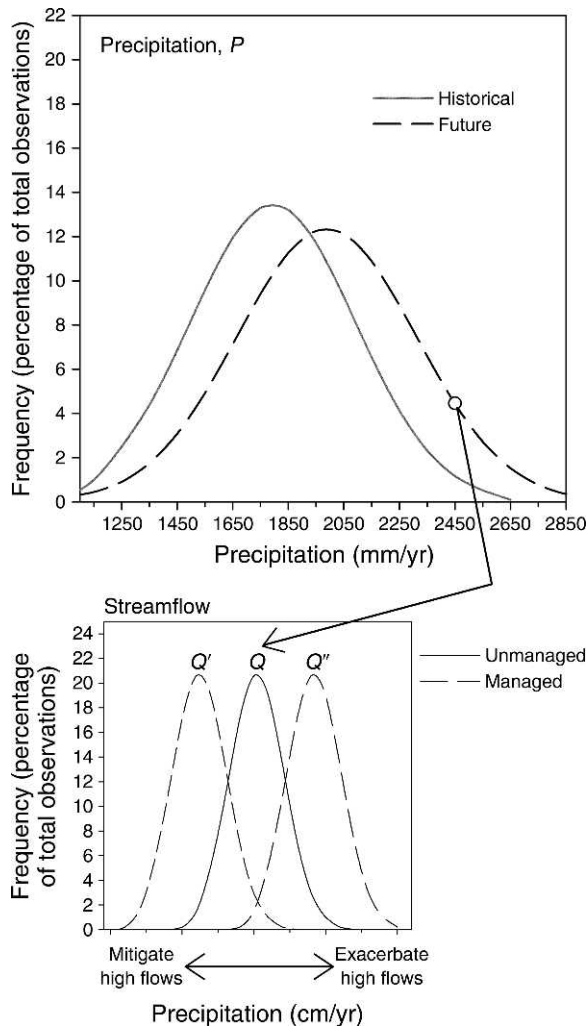 22
20
18
16
14
12
10
8
6
4
2
0
Frequency (percentage of total observations)
Precipitation, P
Historical
Future
1250 1450 1650 1850 2050 2250 2450 2650 2850
Precipitation (mm/yr)
Streamflow
24
22
20
18
16
14
12
10
8
6
4
2
0
Frequency (percentage
of total observations)
Q′ Q Q″
Unmanaged
Managed
Mitigate
high flows
Exacerbate
high flows
Precipitation (cm/yr)